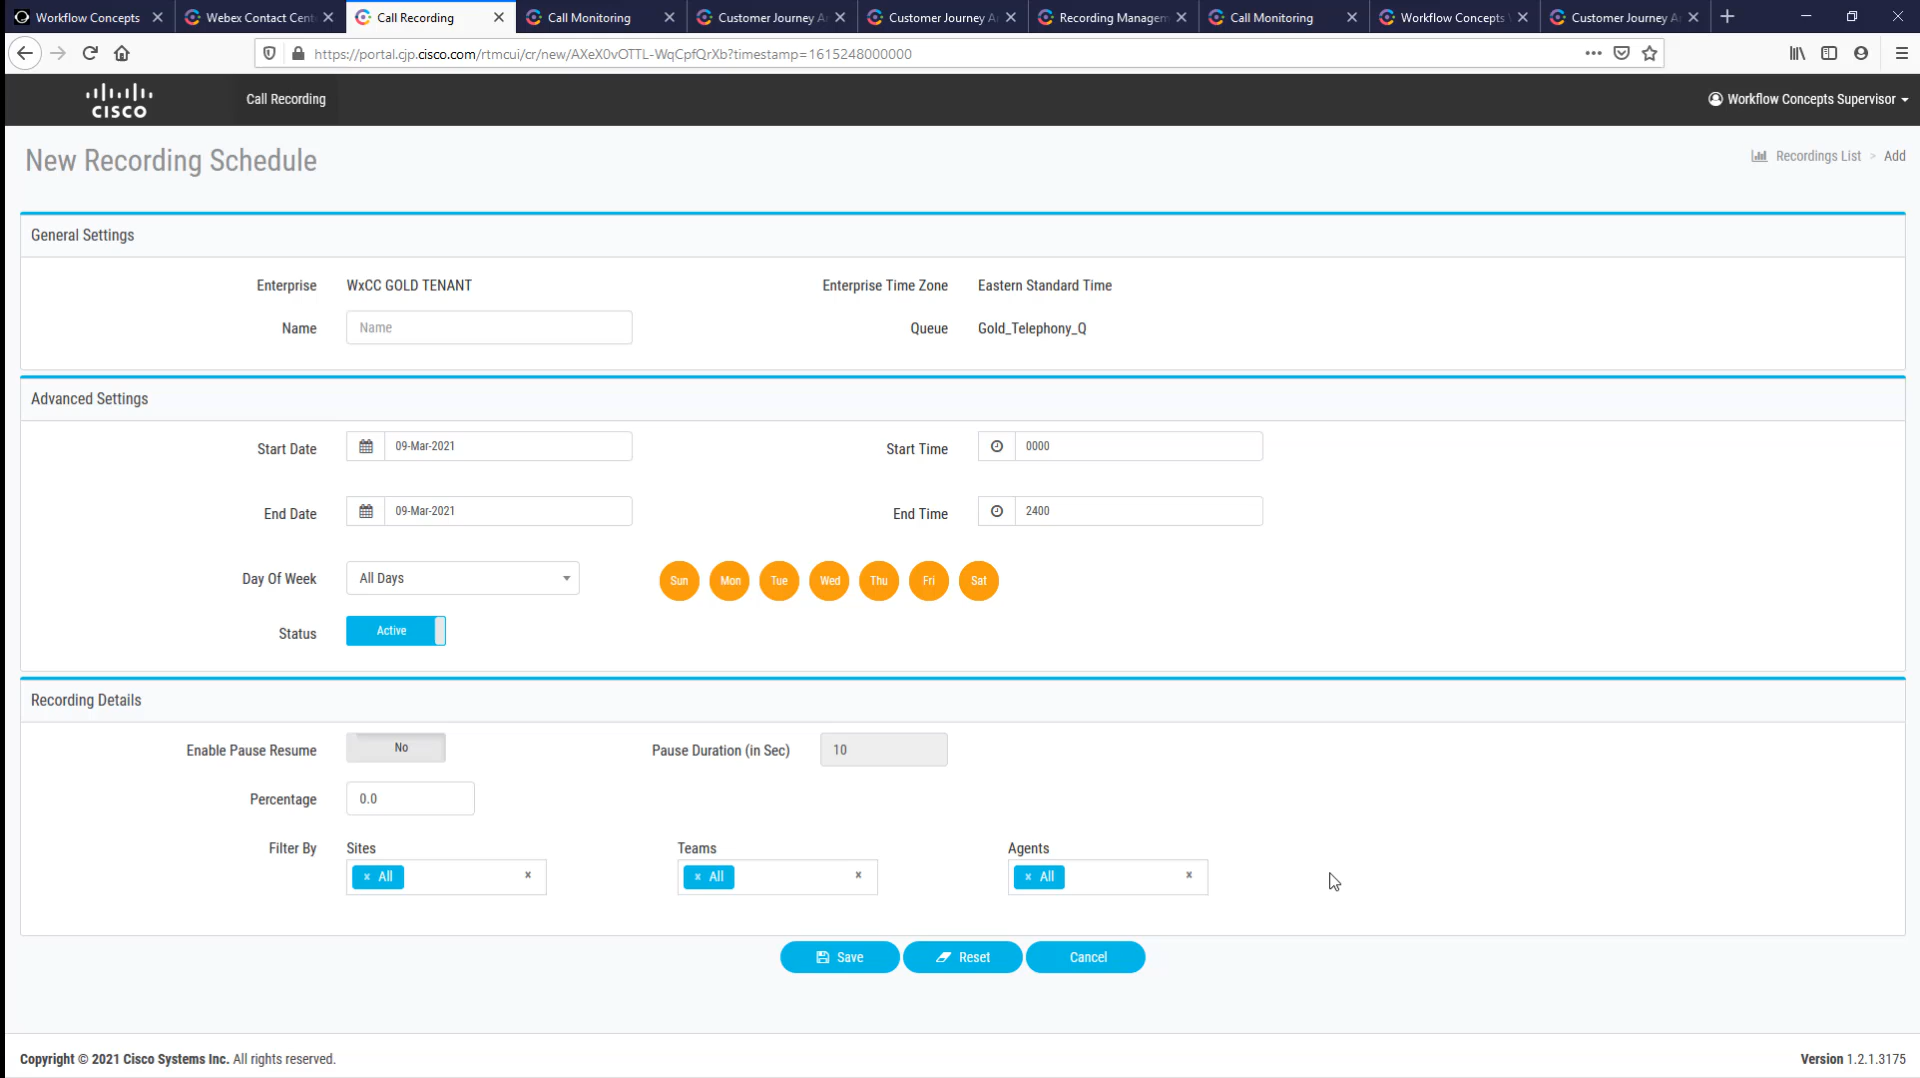 Workflow Concepts
Webex Contact Cent
Call Recording
Call Monitoring
Customer Journey A
Customer Journey A
Recording Managem
Call Monitoring
Workflow Concepts
Customer Journey A
https://portal.cjp.cisco.com/rtmcui/cr/new/AXeX0vOTTL-WqCpfQrXb?timestamp=1615248000000
CISCO
Call Recording
Workflow Concepts Supervisor
New Recording Schedule
Recordings List > Add
General Settings
Enterprise WxCC GOLD TENANT Enterprise Time Zone Eastern Standard Time
Name Name Queue Gold_Telephony_Q
Advanced Settings
Start Date 09-Mar-2021 Start Time 0000
End Date 09-Mar-2021 End Time 2400
Day Of Week All Days Sun Mon Tue Wed Thu Fri Sat
Status Active
Recording Details
Enable Pause Resume No Pause Duration (in Sec) 10
Percentage 0.0
Filter By Sites Teams Agents
× All × × All × × All ×
Save Reset Cancel
Copyright © 2021 Cisco Systems Inc. All rights reserved. Version 1.2.1.3175